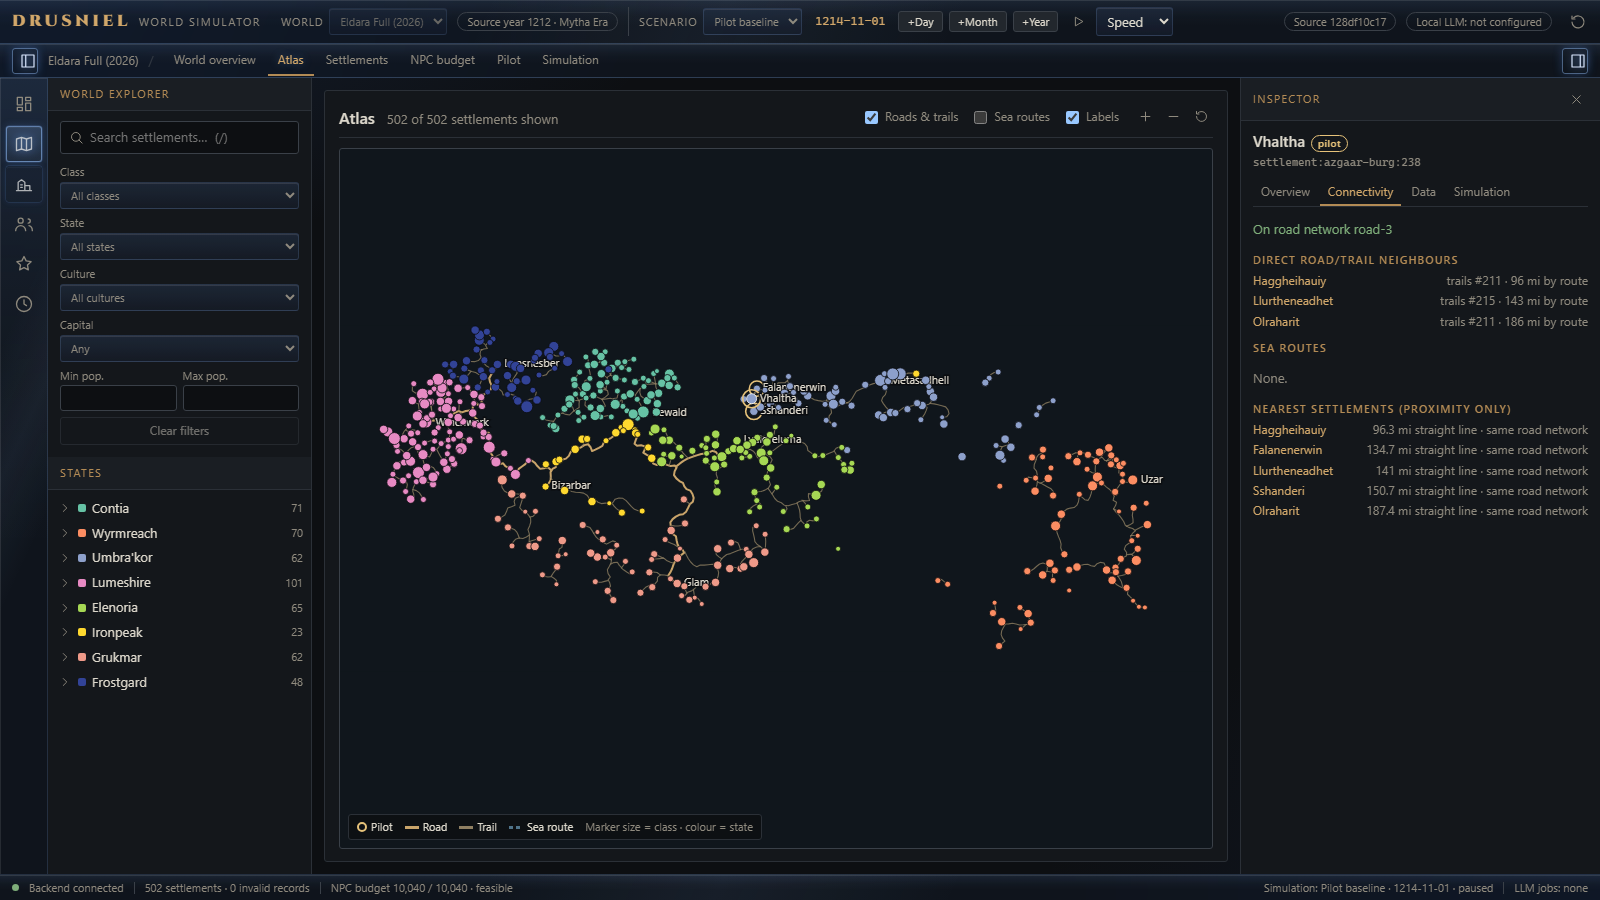 DRUSNIEL WORLD SIMULATOR WORLD Eldara Full (2026) Source year 1212 · Mytha Era SCENARIO Pilot baseline 1214-11-01 +Day +Month +Year Speed Source 128df10c17 Local LLM: not configured
Eldara Full (2026) / World overview Atlas Settlements NPC budget Pilot Simulation
WORLD EXPLORER
Search settlements... (/)
Class
All classes
State
All states
Culture
All cultures
Capital
Any
Min pop. Max pop.
Clear filters
STATES
Contia 71
Wyrmreach 70
Umbra'kor 62
Lumeshire 101
Elenoria 65
Ironpeak 23
Grukmar 62
Frostgard 48
Atlas 502 of 502 settlements shown Roads & trails Sea routes Labels
Falanenerwin
Vhaltha
Sshanderi
Uzar
Bizarbar
Glam
Pilot Road Trail Sea route Marker size = class · colour = state
INSPECTOR
Vhaltha pilot
settlement:azgaar-burg:238
Overview Connectivity Data Simulation
On road network road-3
DIRECT ROAD/TRAIL NEIGHBOURS
Haggheihauiy trails #211 · 96 mi by route
Llurtheneadhet trails #215 · 143 mi by route
Olraharit trails #211 · 186 mi by route
SEA ROUTES
None.
NEAREST SETTLEMENTS (PROXIMITY ONLY)
Haggheihauiy 96.3 mi straight line · same road network
Falanenerwin 134.7 mi straight line · same road network
Llurtheneadhet 141 mi straight line · same road network
Sshanderi 150.7 mi straight line · same road network
Olraharit 187.4 mi straight line · same road network
Backend connected 502 settlements · 0 invalid records NPC budget 10,040 / 10,040 · feasible Simulation: Pilot baseline · 1214-11-01 · paused LLM jobs: none